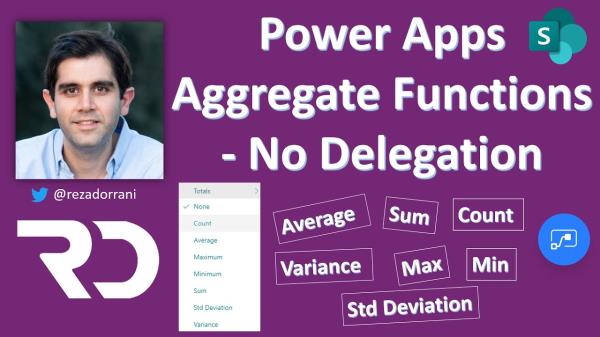 Power Apps
S
Aggregate Functions
- No Delegation
@rezadorrani
RD
Totals
None
Count
Average
Maximum
Minimum
Sum
Std Deviation
Variance
Average
Sum
Count
Variance
Max
Min
Std Deviation